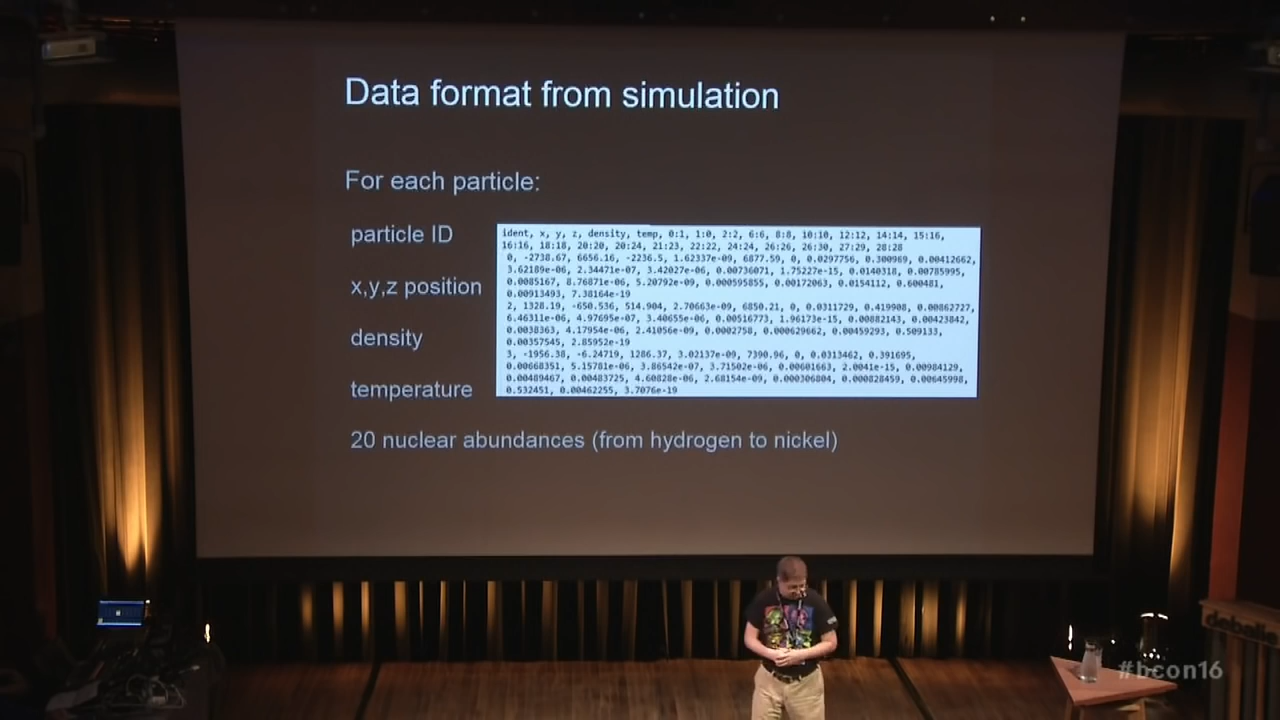 Data format from simulation
For each particle:
particle ID
x,y,z position
density
temperature
ident, x, y, z, density, temp, 0:1, 1:0, 2:2, 6:6, 8:8, 10:10, 12:12, 14:14, 15:16,
16:16, 18:18, 20:20, 20:24, 21:23, 22:22, 24:24, 26:26, 26:30, 27:29, 28:28
0, -2738.67, 6656.16, -2236.5, 1.62337e-09, 6877.59, 0, 0.0297756, 0.300969, 0.00412662,
3.62189e-06, 2.34471e-07, 3.42027e-06, 0.00736071, 1.75227e-15, 0.0140318, 0.00785995,
0.0085167, 8.76871e-06, 5.20792e-09, 0.000595855, 0.00172063, 0.0154112, 0.600481,
0.00913493, 7.38164e-19
2, 1328.19, -650.536, 514.904, 2.70663e-09, 6850.21, 0, 0.0311729, 0.419908, 0.00862727,
6.46311e-06, 4.97695e-07, 3.40655e-06, 0.00516773, 1.96173e-15, 0.00882143, 0.00423842,
0.0038363, 4.17954e-06, 2.41056e-09, 0.0002758, 0.000629662, 0.00459293, 0.509133,
0.00357545, 2.85952e-19
3, -1956.38, -6.24719, 1286.37, 3.02137e-09, 7390.96, 0, 0.0313462, 0.391695,
0.00668351, 5.15781e-06, 3.86542e-07, 3.71502e-06, 0.00601663, 2.0041e-15, 0.00984129,
0.00489467, 0.00483725, 4.60828e-06, 2.68154e-09, 0.000306804, 0.000828459, 0.00645998,
0.532451, 0.00462255, 3.7076e-19
20 nuclear abundances (from hydrogen to nickel)
#bcon16